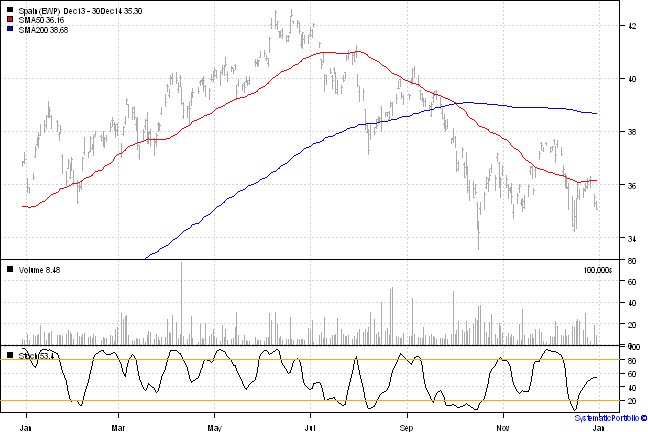 Spain (EWP) Dec13 - 30Dec14 35.30
SMA50 36.16
SMA200 38.68
42
40
38
36
34
Volume 8.48
100,000s
80
60
40
20
Stoch 53.4
100
80
60
40
20
Jan Mar May Jul Sep Nov Jan
SystematicPortfolio ©